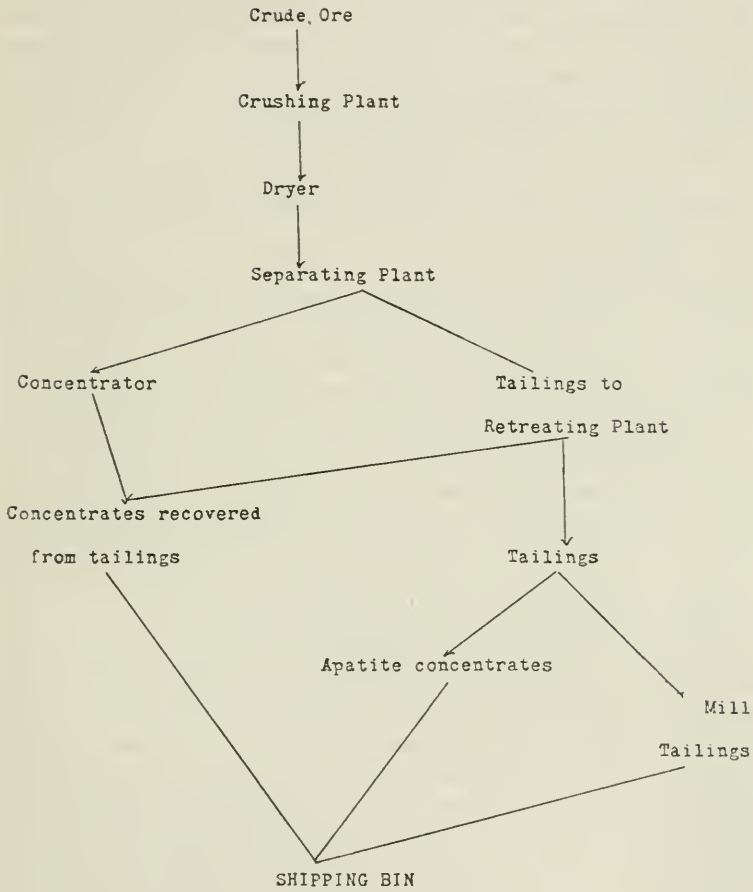 Crude Ore
Crushing Plant
Dryer
Separating Plant
Concentrator
Tailings to
Retreating Plant
Concentrates recovered
from tailings
Tailings
Apatite concentrates
Mill
Tailings
SHIPPING BIN